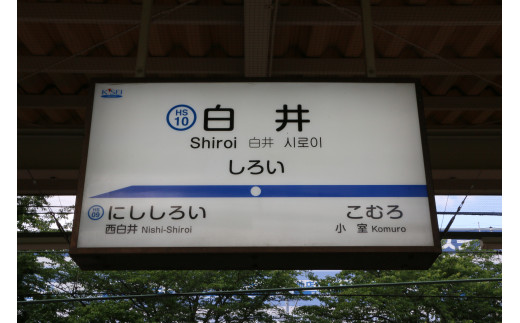 K'SEI
HS
10
白井
Shiroi 白井 시로이
しろい
HS
09
にししろい
西白井 Nishi-Shiroi
こむろ
小室 Komuro